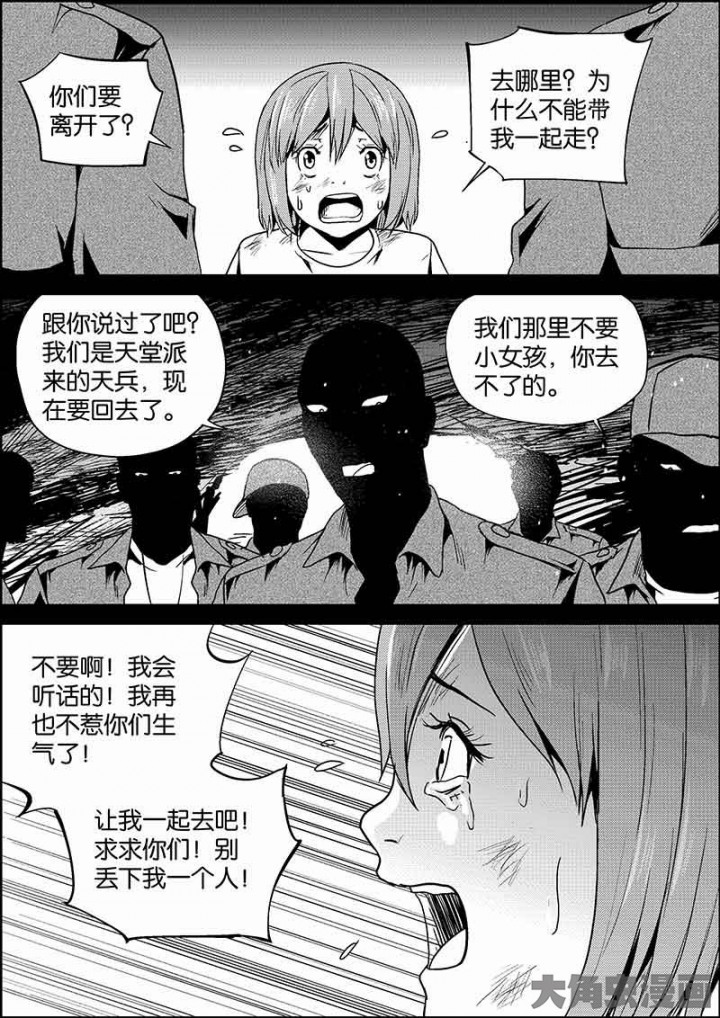 你们要
离开了？
去哪里？为
什么不能带
我一起走？
跟你说过了吧？
我们是天堂派
来的天兵，现
在要回去了。
我们那里不要
小女孩，你去
不了的。
不要啊！我会
听话的！我再
也不惹你们生
气了！
让我一起去吧！
求求你们！别
丢下我一个人！
大角虫漫画